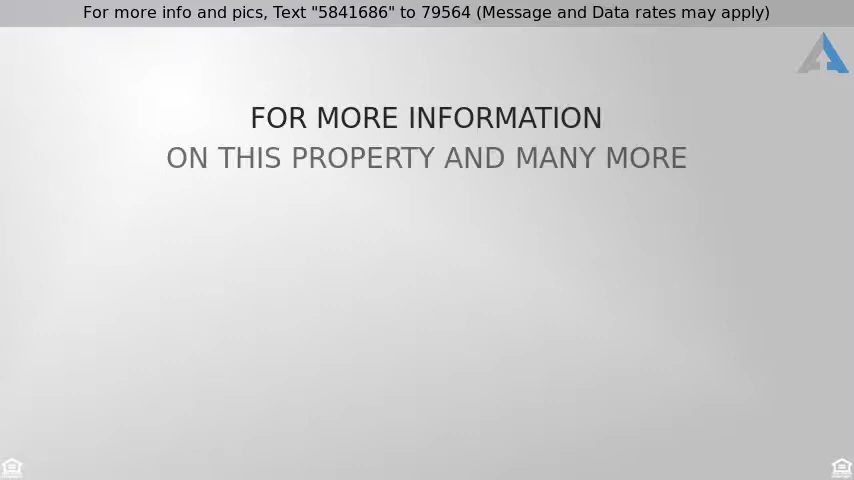 For more info and pics, Text "5841686" to 79564 (Message and Data rates may apply)
FOR MORE INFORMATION
ON THIS PROPERTY AND MANY MORE